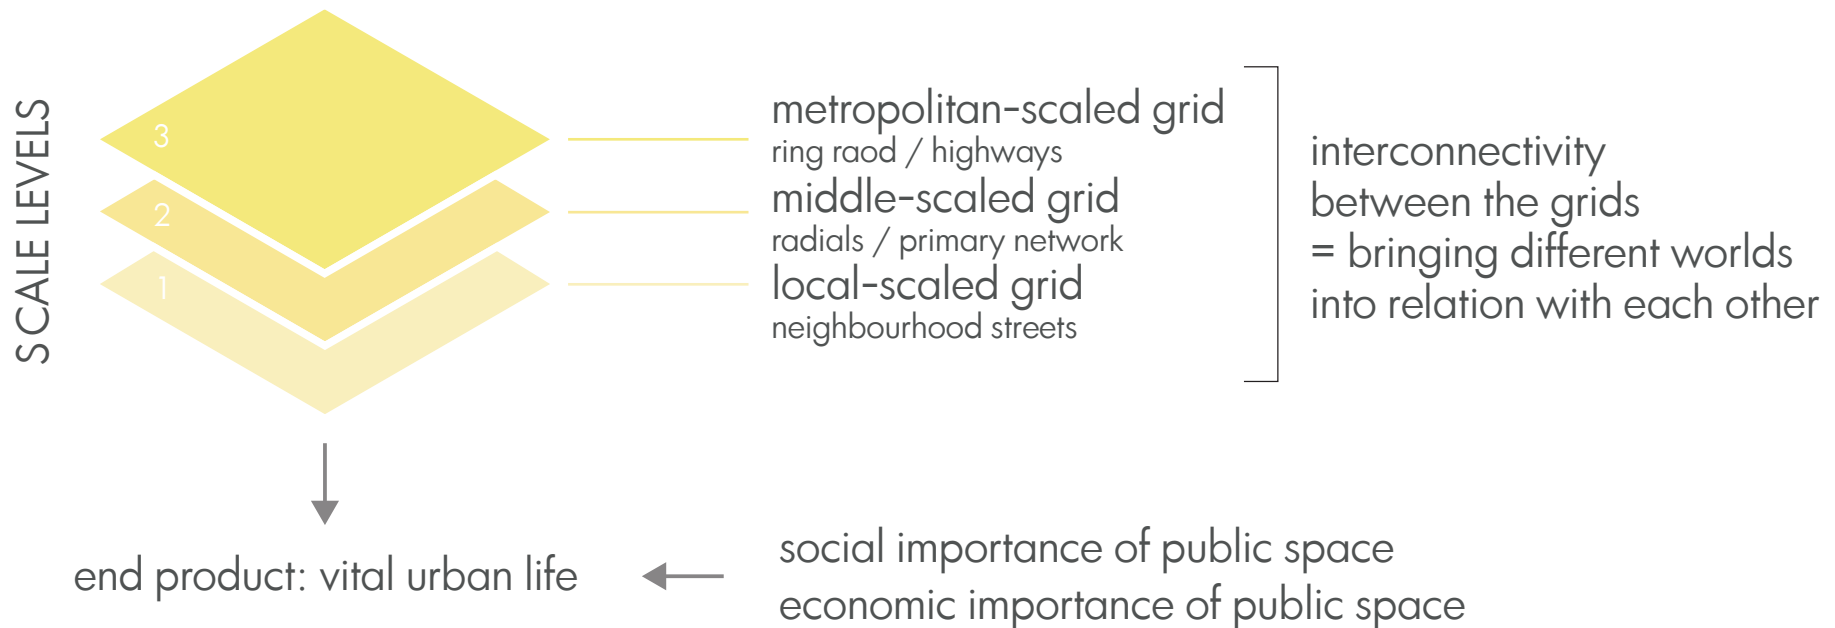 SCALE LEVELS
3
metropolitan-scaled grid
ring raod / highways
2
middle-scaled grid
radials / primary network
1
local-scaled grid
neighbourhood streets
interconnectivity
between the grids
= bringing different worlds
into relation with each other
end product: vital urban life
social importance of public space
economic importance of public space